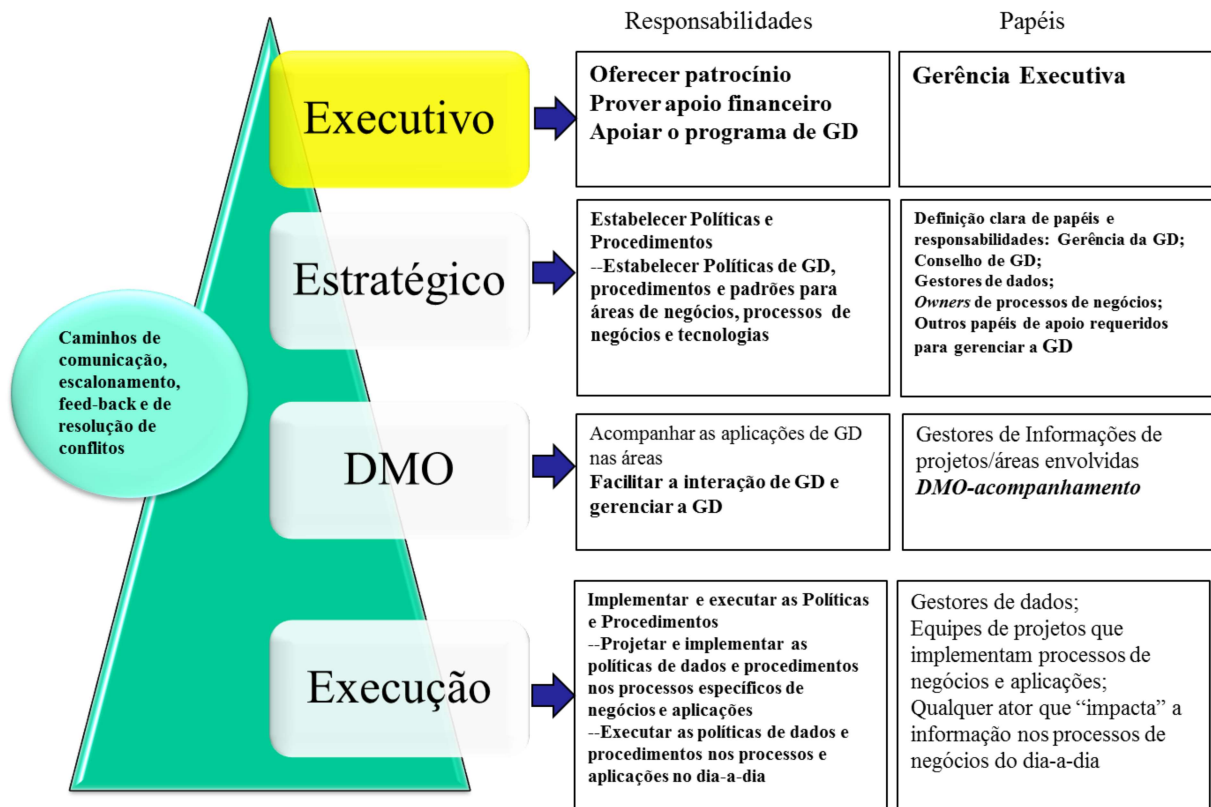 Responsabilidades
Papéis
Executivo
Oferecer patrocínio
Prover apoio financeiro
Apoiar o programa de GD
Gerência Executiva
Estratégico
Estabelecer Políticas e
Procedimentos
--Estabelecer Políticas de GD,
procedimentos e padrões para
áreas de negócios, processos de
negócios e tecnologias
Definição clara de papéis e
responsabilidades: Gerência da GD;
Conselho de GD;
Gestores de dados;
Owners de processos de negócios;
Outros papéis de apoio requeridos
para gerenciar a GD
Caminhos de
comunicação,
escalonamento,
feed-back e de
resolução de
conflitos
DMO
Acompanhar as aplicações de GD
nas áreas
Facilitar a interação de GD e
gerenciar a GD
Gestores de Informações de
projetos/áreas envolvidas
DMO-acompanhamento
Execução
Implementar e executar as Políticas
e Procedimentos
--Projetar e implementar as
políticas de dados e procedimentos
nos processos específicos de
negócios e aplicações
--Executar as políticas de dados e
procedimentos nos processos e
aplicações no dia-a-dia
Gestores de dados;
Equipes de projetos que
implementam processos de
negócios e aplicações;
Qualquer ator que “impacta” a
informação nos processos de
negócios do dia-a-dia